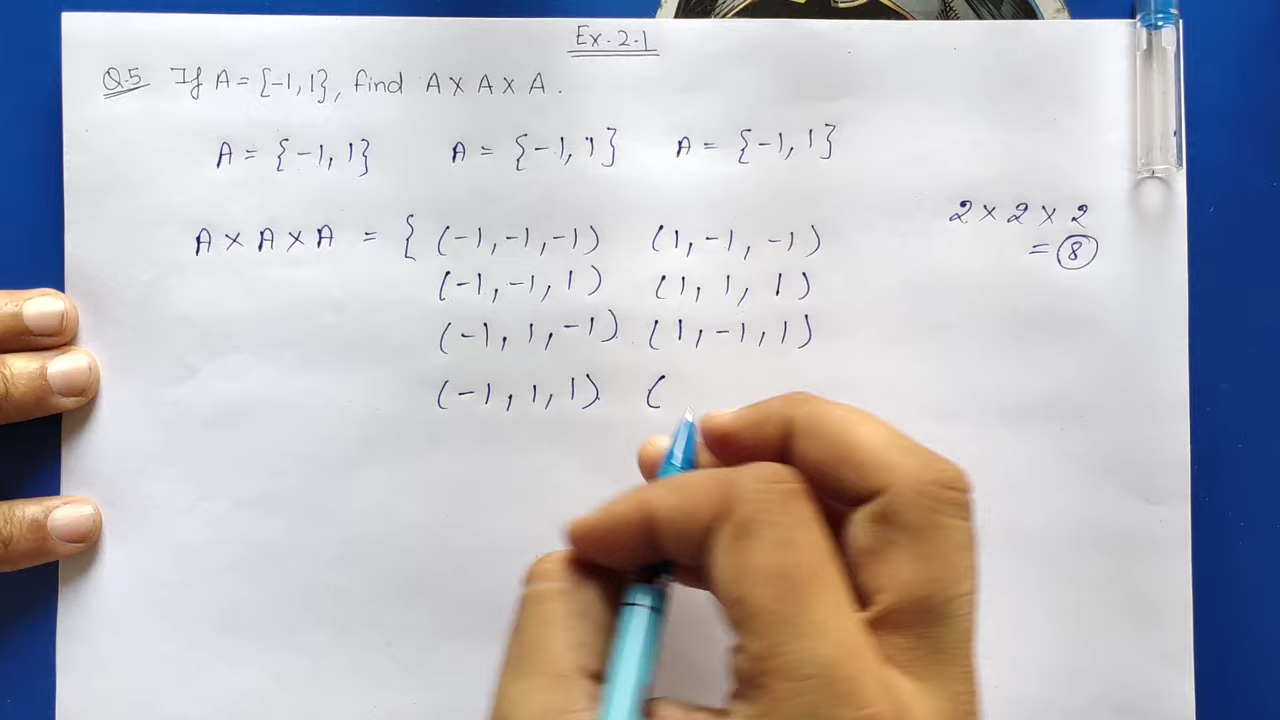 Ex.2.1
Q.5 If A = {-1, 1}, find A × A × A.
A = {-1, 1} A = {-1, 1} A = {-1, 1}
2 × 2 × 2
= 8
A × A × A = { (-1, -1, -1) (1, -1, -1)
(-1, -1, 1) (1, 1, 1)
(-1, 1, -1) (1, -1, 1)
(-1, 1, 1) (